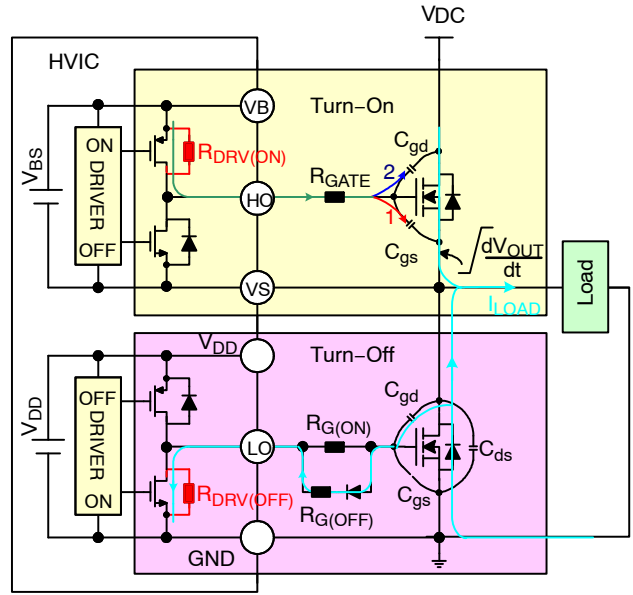 VDC
HVIC
VB
Turn–On
ON
DRIVER
OFF
VBS
RDRV(ON)
HO
RGATE
Cgd
2
1
Cgs
dVOUT
dt
VS
ILOAD
Load
VDD
Turn–Off
VDD
OFF
DRIVER
ON
RDRV(OFF)
LO
RG(ON)
RG(OFF)
Cgd
Cgs
Cds
GND